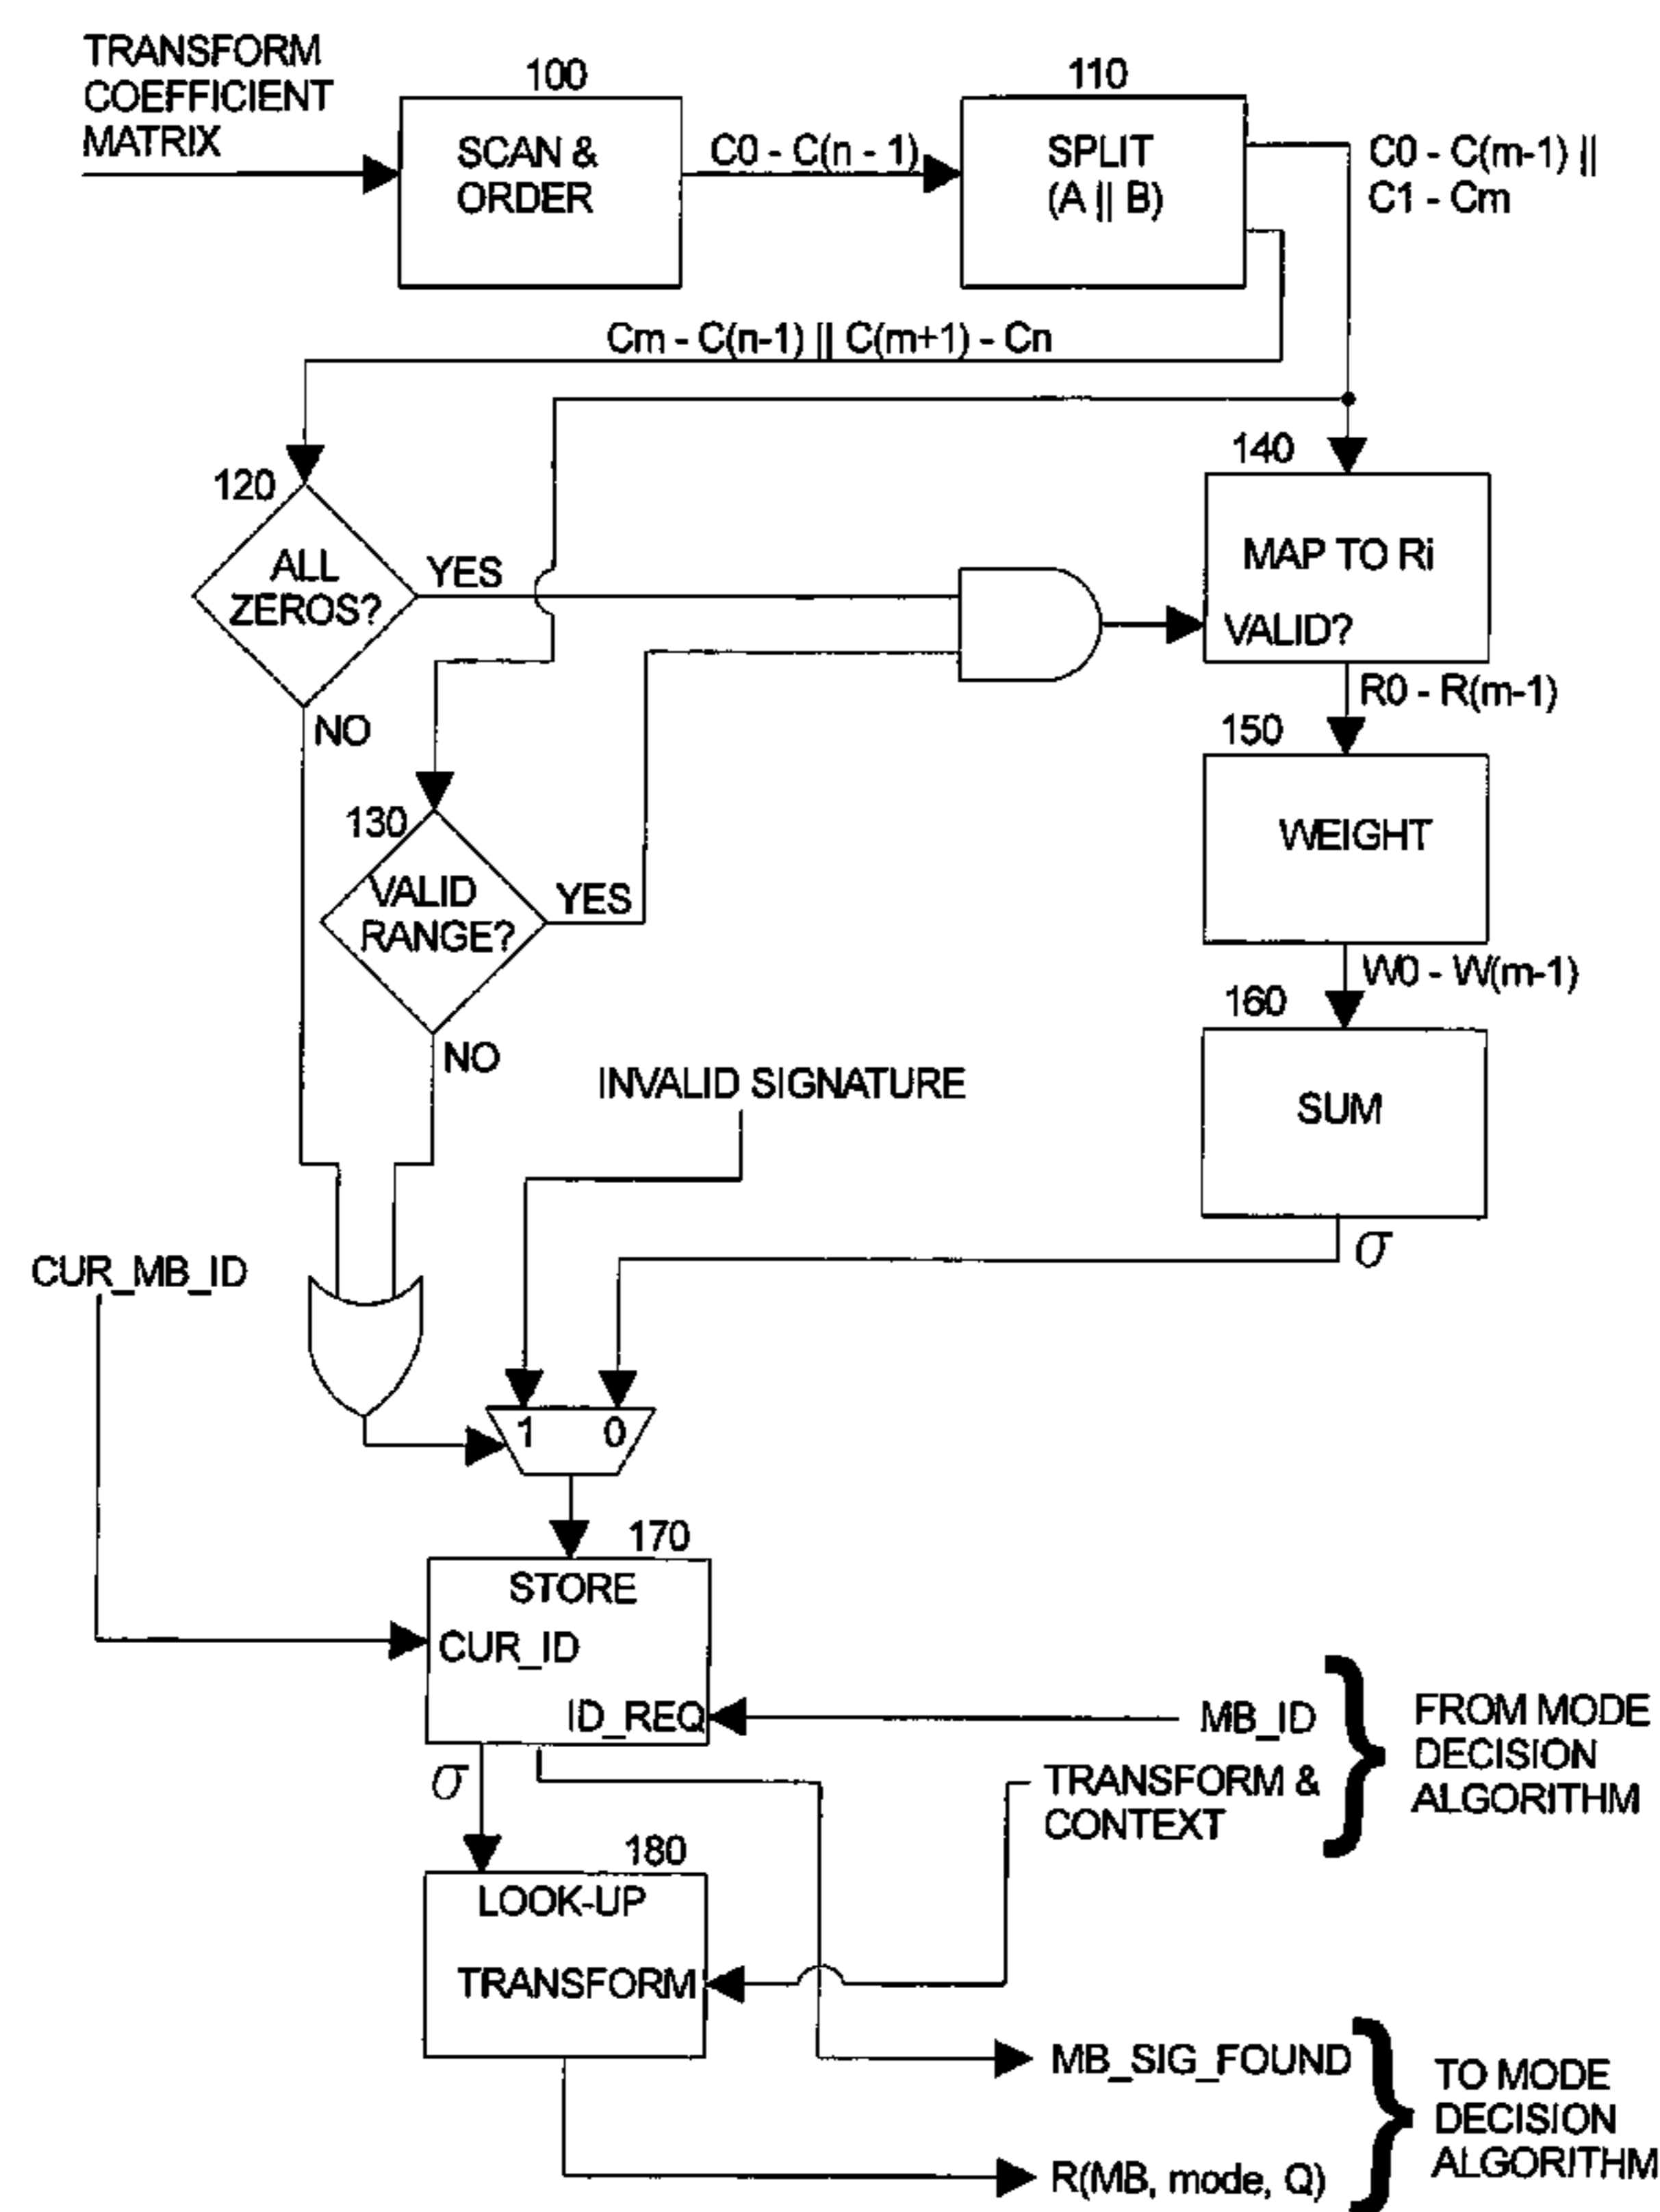 TRANSFORM
COEFFICIENT
MATRIX
100
SCAN &
ORDER
C0 - C(n - 1)
110
SPLIT
(A || B)
C0 - C(m-1) ||
C1 - Cm
Cm - C(n-1) || C(m+1) - Cn
120
ALL
ZEROS?
YES
NO
140
MAP TO Ri
VALID?
R0 - R(m-1)
130
VALID
RANGE?
YES
NO
150
WEIGHT
W0 - W(m-1)
160
SUM
σ
INVALID SIGNATURE
CUR_MB_ID
1 0
170
STORE
CUR_ID
ID_REQ
MB_ID
TRANSFORM &
CONTEXT
FROM MODE
DECISION
ALGORITHM
σ
180
LOOK-UP
TRANSFORM
MB_SIG_FOUND
R(MB, mode, Q)
TO MODE
DECISION
ALGORITHM